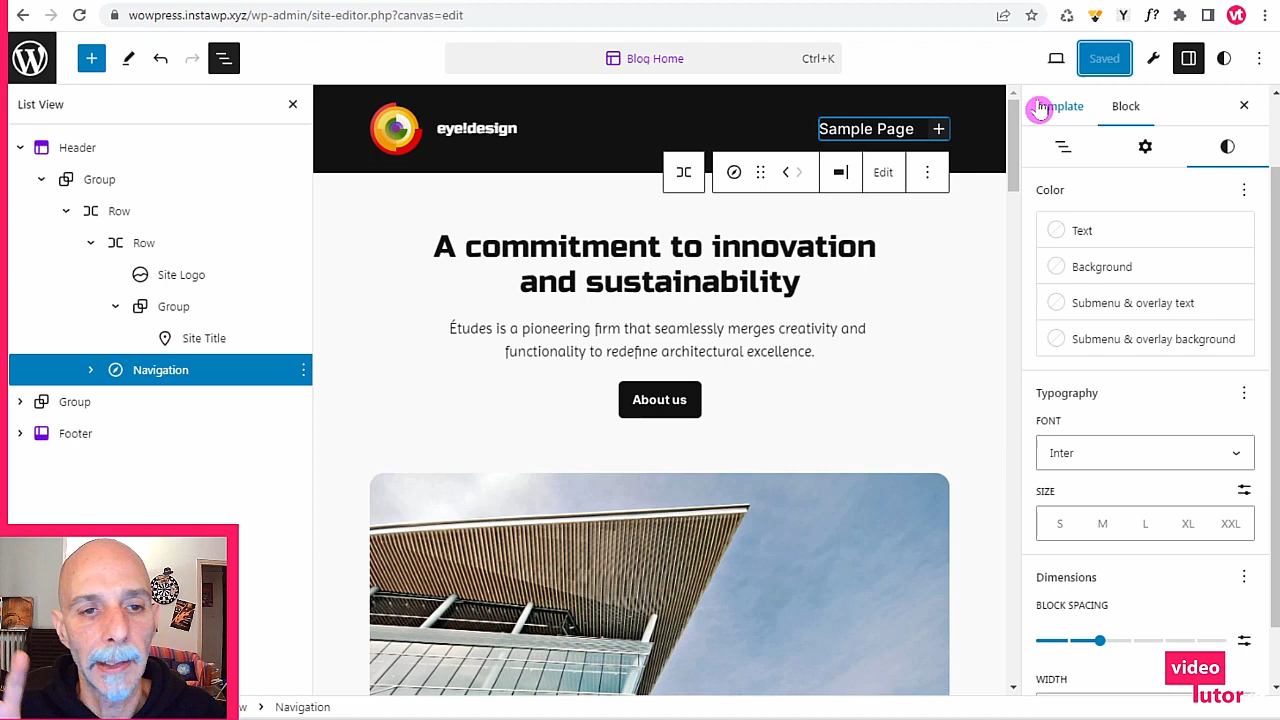 wowpress.instawp.xyz/wp-admin/site-editor.php?canvas=edit
Blog Home
Ctrl+K
Saved
List View
Header
Group
Row
Row
Site Logo
Group
Site Title
Navigation
Group
Footer
eye!design
Sample Page
Edit
A commitment to innovation
and sustainability
Études is a pioneering firm that seamlessly merges creativity and
functionality to redefine architectural excellence.
About us
Template
Block
Color
Text
Background
Submenu & overlay text
Submenu & overlay background
Typography
FONT
Inter
SIZE
S M L XL XXL
Dimensions
BLOCK SPACING
WIDTH
Navigation
video
Tutor